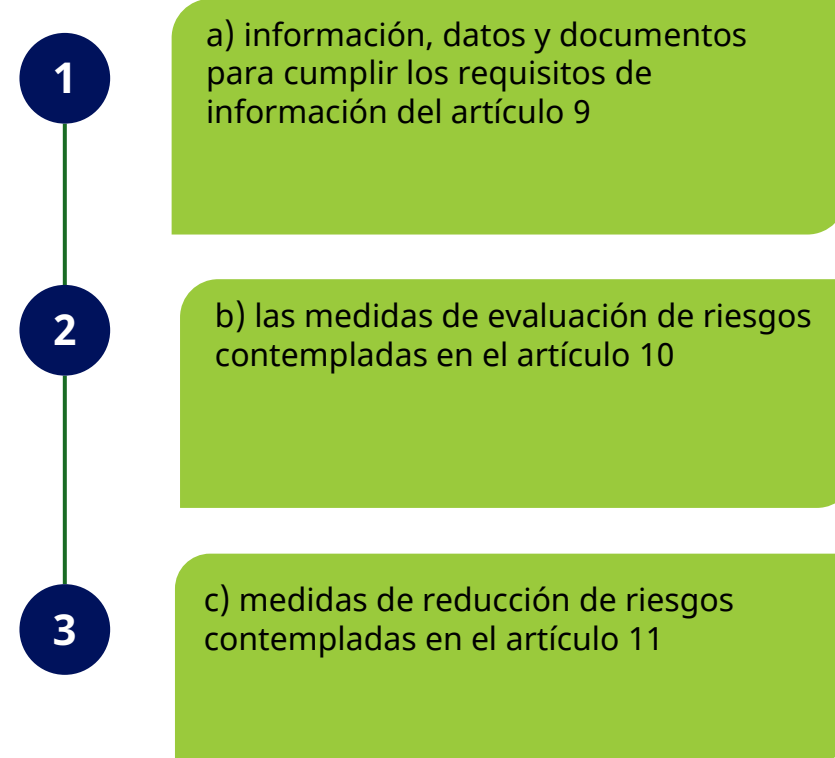 1
a) información, datos y documentos
para cumplir los requisitos de
información del artículo 9
2
b) las medidas de evaluación de riesgos
contempladas en el artículo 10
3
c) medidas de reducción de riesgos
contempladas en el artículo 11